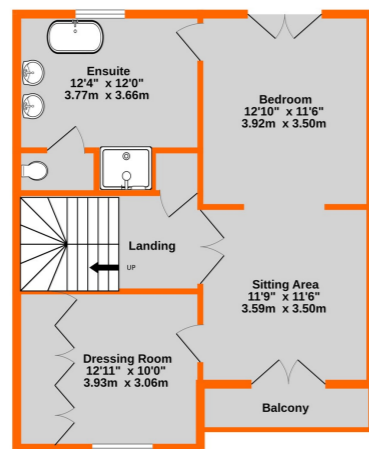 Ensuite
12'4" x 12'0"
3.77m x 3.66m
Bedroom
12'10" x 11'6"
3.92m x 3.50m
Landing
UP
Sitting Area
11'9" x 11'6"
3.59m x 3.50m
Dressing Room
12'11" x 10'0"
3.93m x 3.06m
Balcony